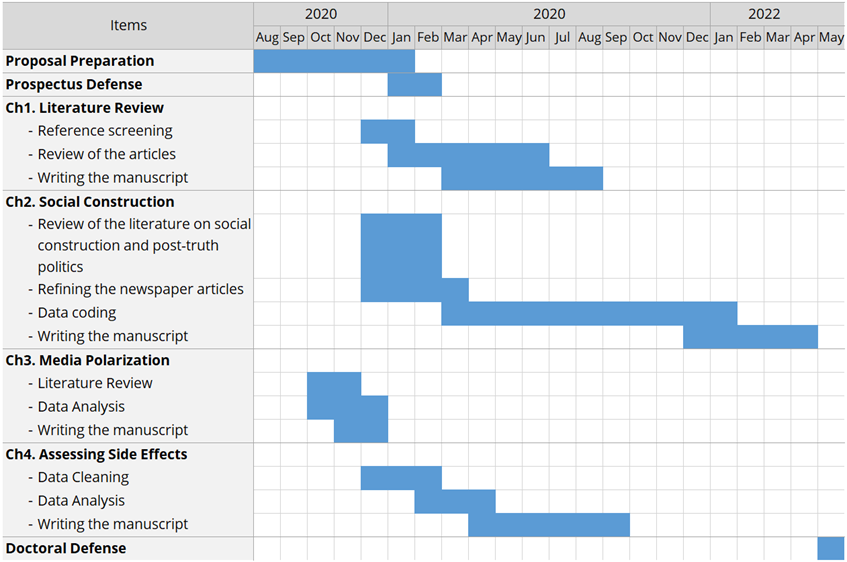 Items
2020 2020 2022
Aug Sep Oct Nov Dec Jan Feb Mar Apr May Jun Jul Aug Sep Oct Nov Dec Jan Feb Mar Apr May
Proposal Preparation
Prospectus Defense
Ch1. Literature Review
- Reference screening
- Review of the articles
- Writing the manuscript
Ch2. Social Construction
- Review of the literature on social
construction and post-truth
politics
- Refining the newspaper articles
- Data coding
- Writing the manuscript
Ch3. Media Polarization
- Literature Review
- Data Analysis
- Writing the manuscript
Ch4. Assessing Side Effects
- Data Cleaning
- Data Analysis
- Writing the manuscript
Doctoral Defense